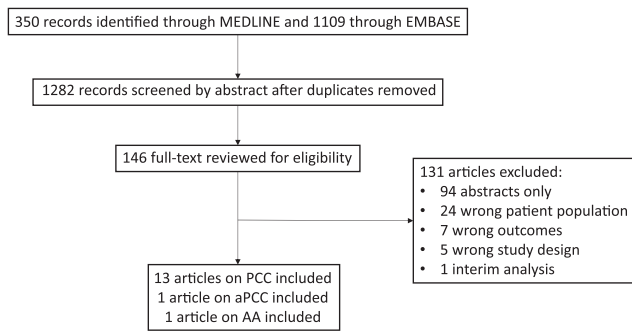 350 records identified through MEDLINE and 1109 through EMBASE
1282 records screened by abstract after duplicates removed
146 full-text reviewed for eligibility
131 articles excluded:
• 94 abstracts only
• 24 wrong patient population
• 7 wrong outcomes
• 5 wrong study design
• 1 interim analysis
13 articles on PCC included
1 article on aPCC included
1 article on AA included